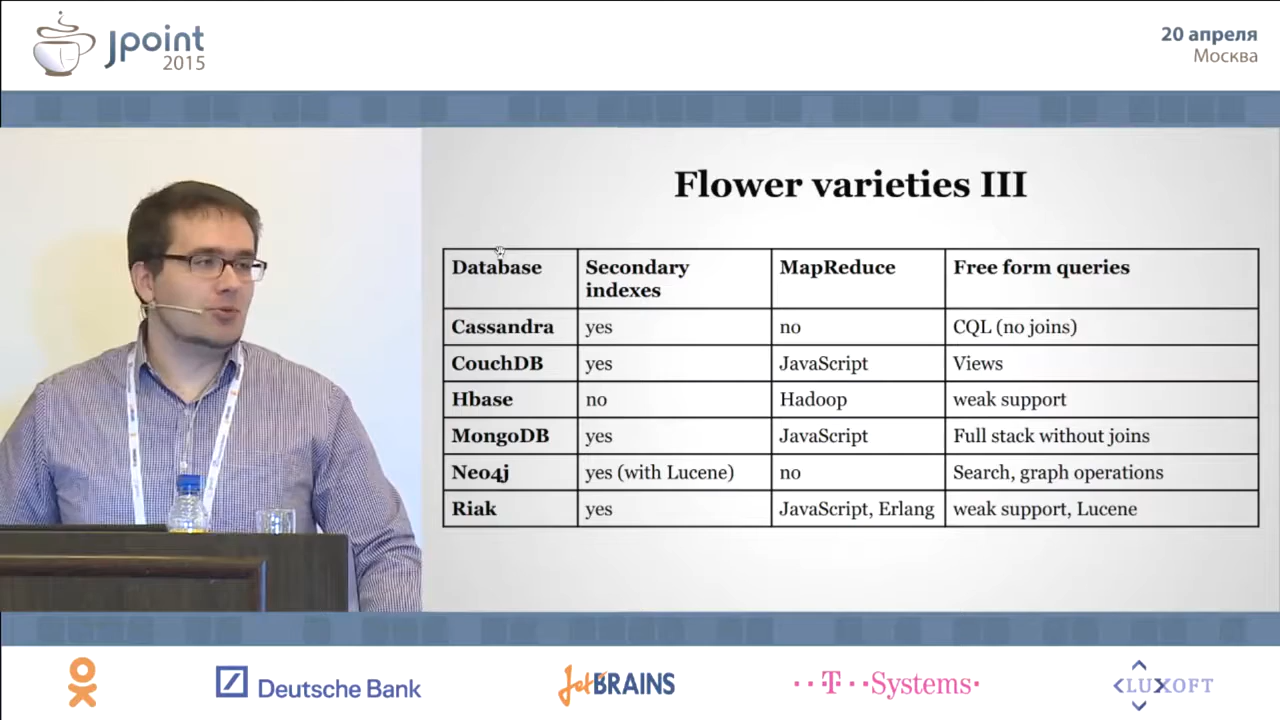 Jpoint
2015
20 апреля
Москва
Flower varieties III
Database Secondary indexes MapReduce Free form queries
Cassandra yes no CQL (no joins)
CouchDB yes JavaScript Views
Hbase no Hadoop weak support
MongoDB yes JavaScript Full stack without joins
Neo4j yes (with Lucene) no Search, graph operations
Riak yes JavaScript, Erlang weak support, Lucene
Deutsche Bank
JetBRAINS
T Systems
LUXOFT